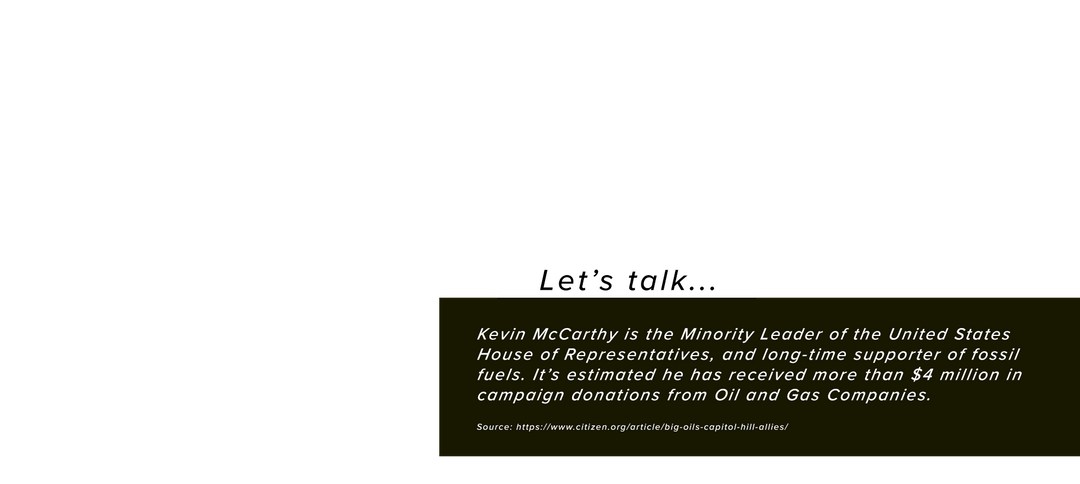 Let’s talk...
Kevin McCarthy is the Minority Leader of the United States
House of Representatives, and long-time supporter of fossil
fuels. It’s estimated he has received more than $4 million in
campaign donations from Oil and Gas Companies.
Source: https://www.citizen.org/article/big-oils-capitol-hill-allies/